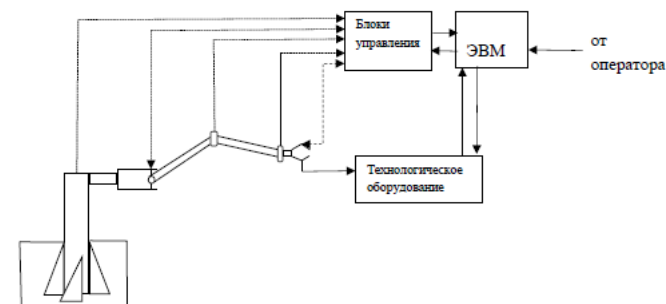 Блоки
управления
ЭВМ
от
оператора
Технологическое
оборудование